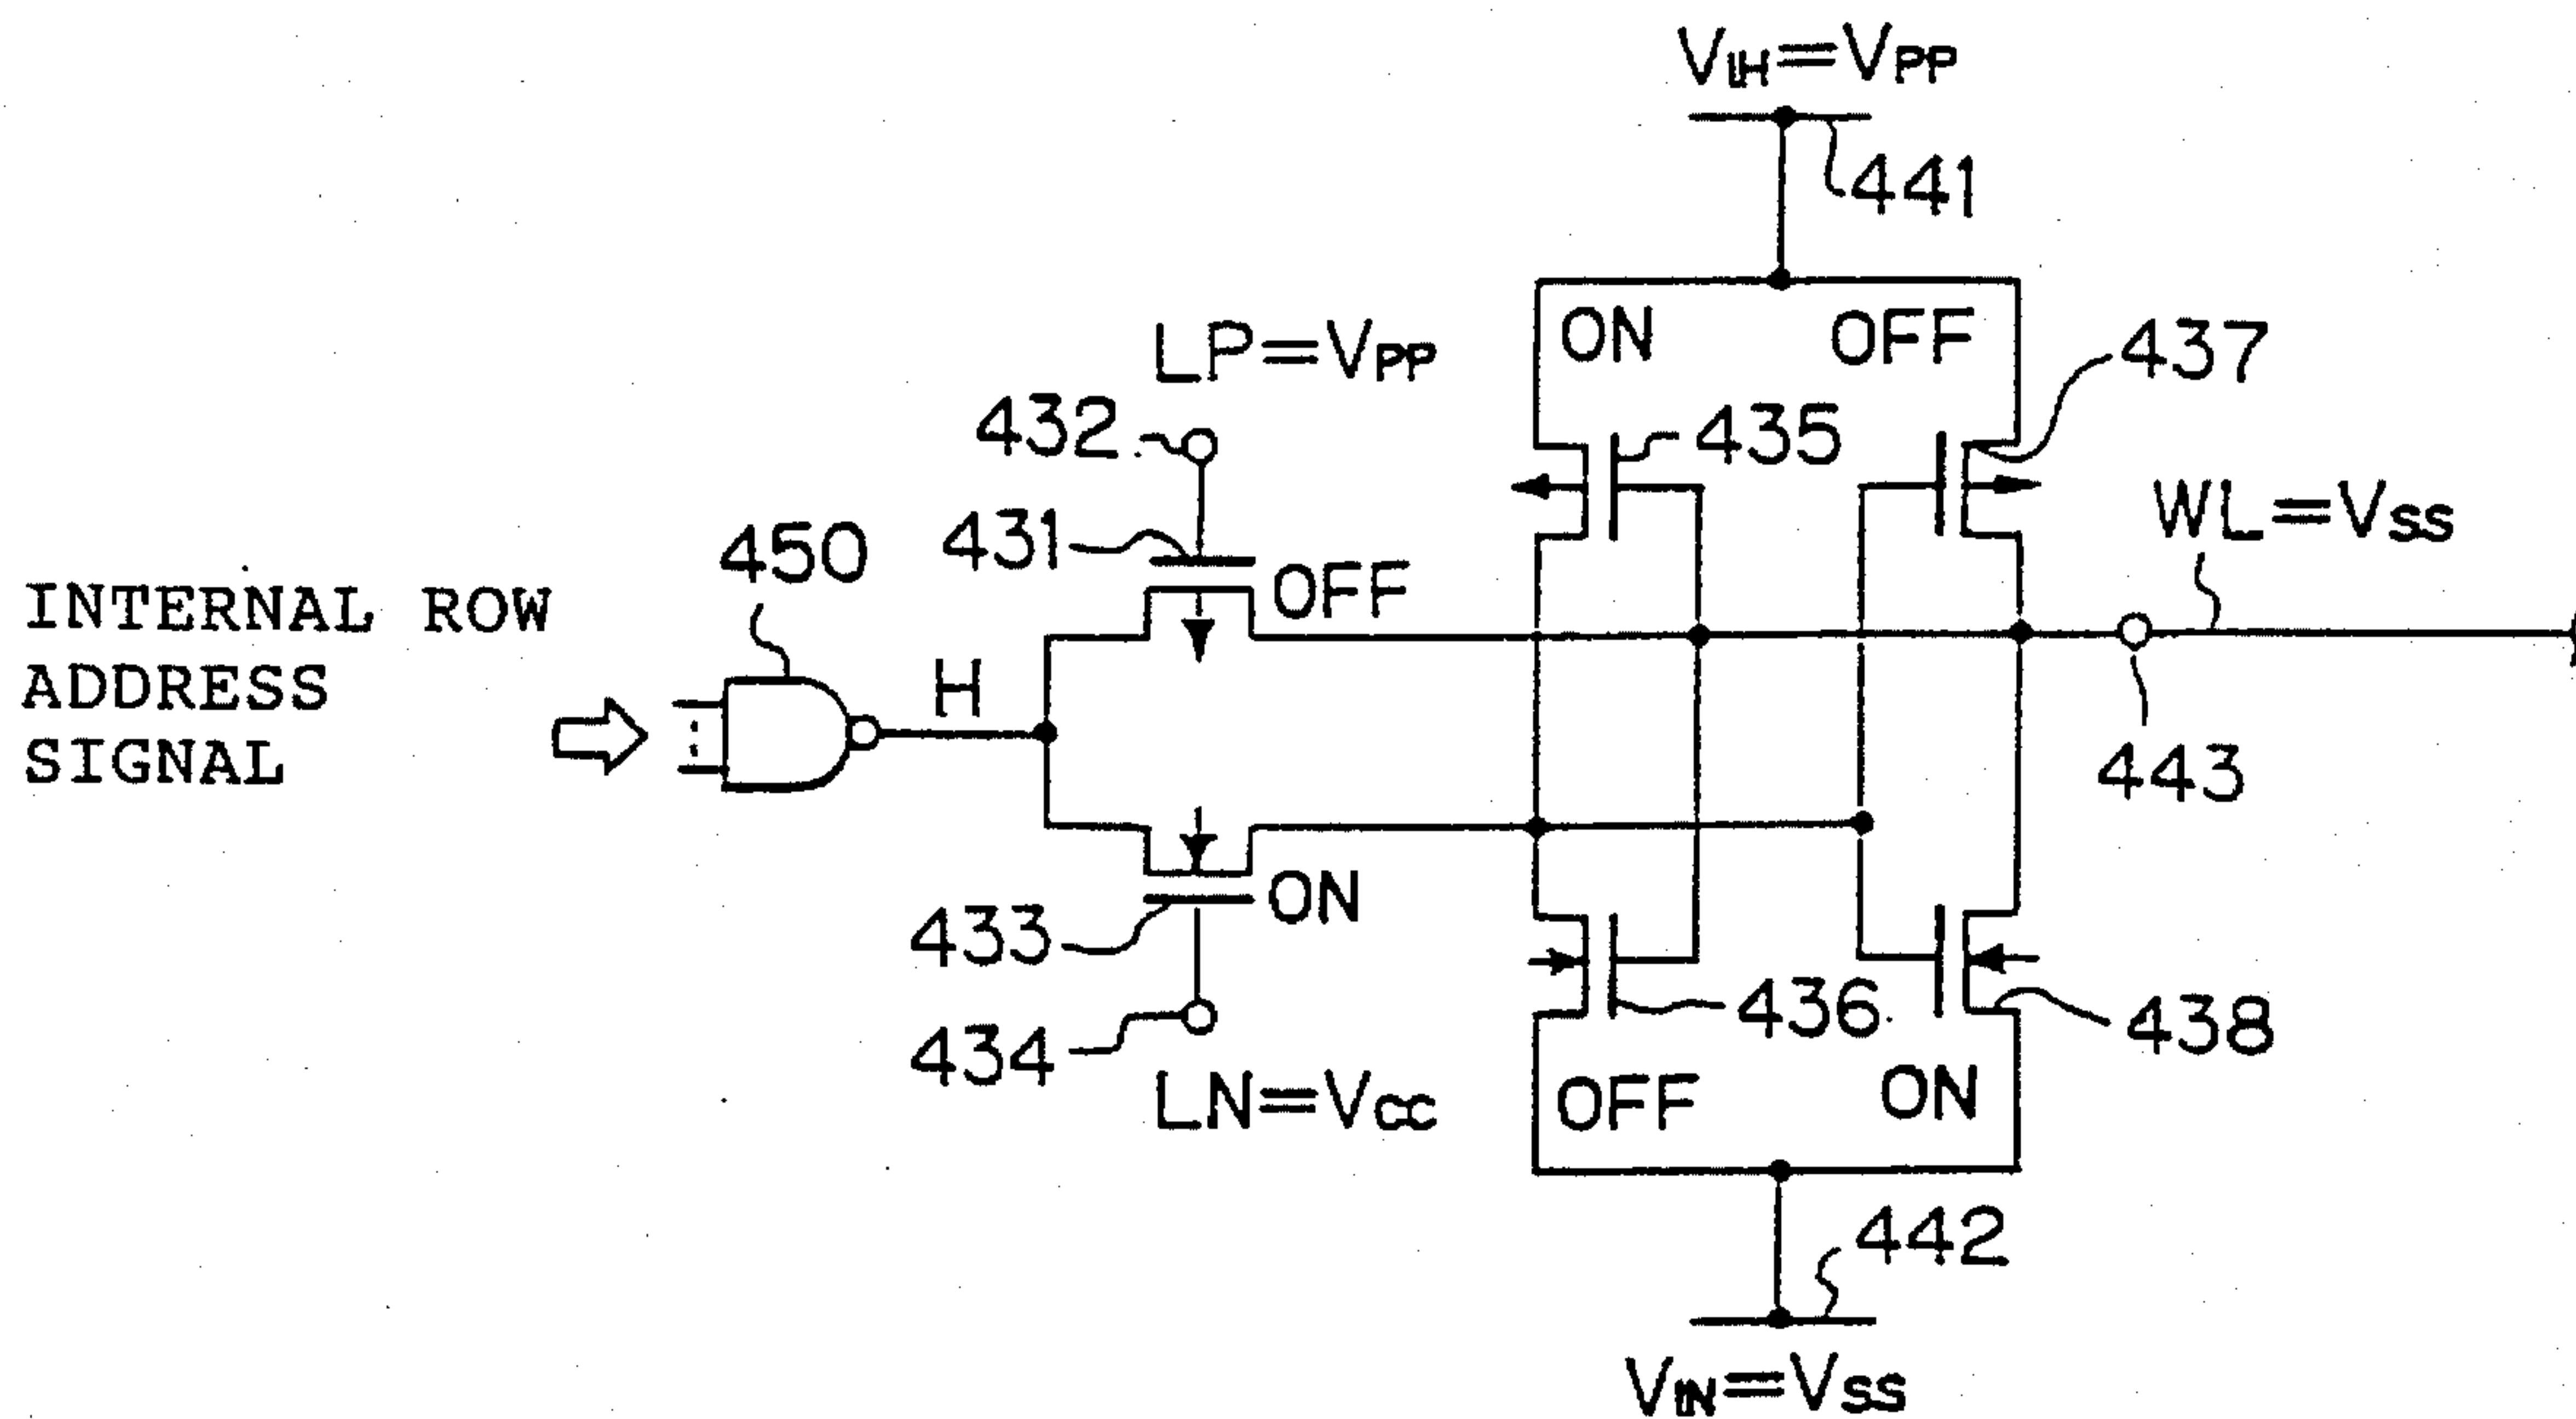 VIH=VPP
441
ON
OFF
437
LP=VPP
432
435
431
OFF
450
WL=VSS
INTERNAL ROW
ADDRESS
SIGNAL
H
443
433
ON
434
LN=VCC
436
438
OFF
ON
442
VIN=VSS